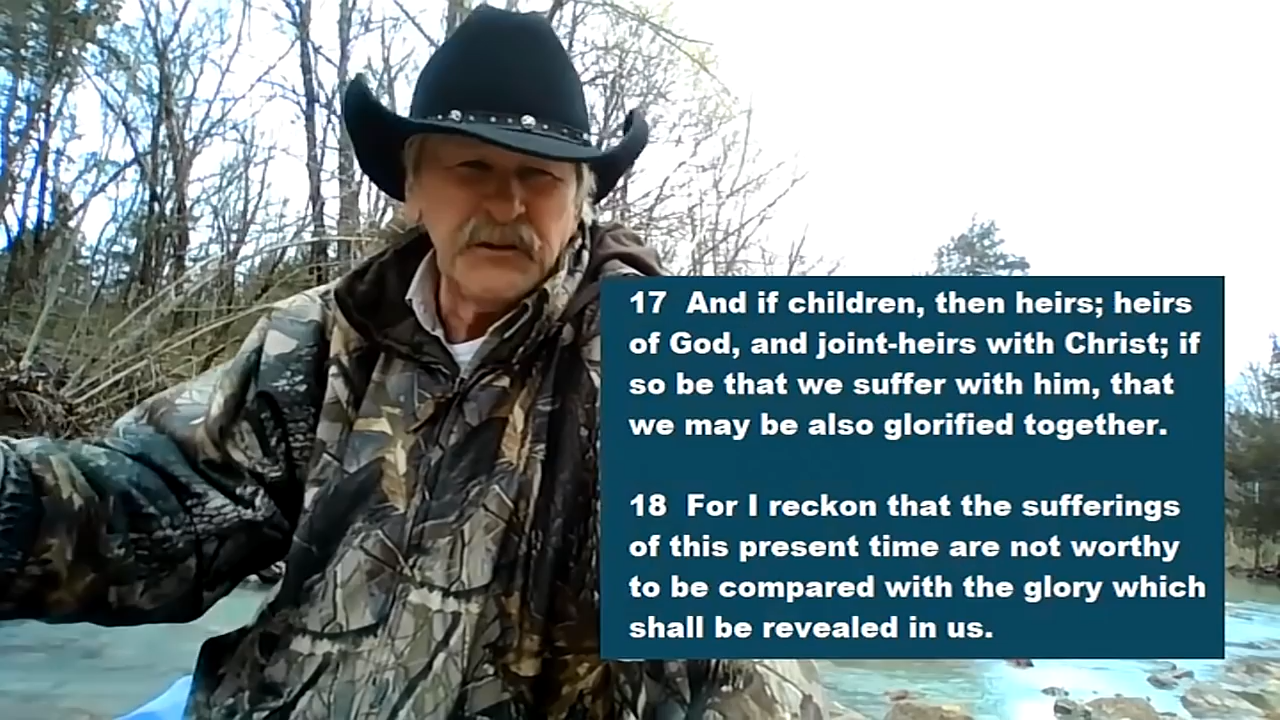 17 And if children, then heirs; heirs
of God, and joint-heirs with Christ; if
so be that we suffer with him, that
we may be also glorified together.
18 For I reckon that the sufferings
of this present time are not worthy
to be compared with the glory which
shall be revealed in us.